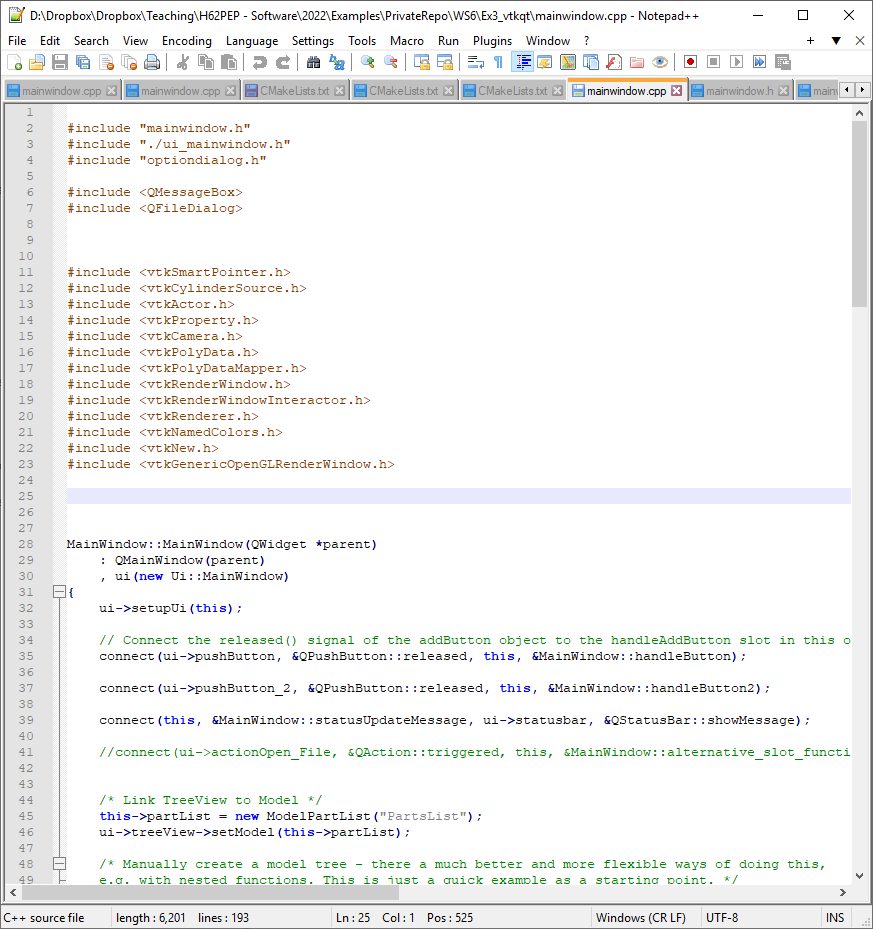 D:\Dropbox\Dropbox\Teaching\H62PEP - Software\2022\Examples\PrivateRepo\WS6\Ex3_vtkqt\mainwindow.cpp - Notepad++
File Edit Search View Encoding Language Settings Tools Macro Run Plugins Window ? + ▼ X
mainwindow.cpp mainwindow.cpp CMakeLists.txt CMakeLists.txt CMakeLists.txt mainwindow.cpp mainwindow.h
1
2 #include "mainwindow.h"
3 #include "./ui_mainwindow.h"
4 #include "optiondialog.h"
5
6 #include <QMessageBox>
7 #include <QFileDialog>
8
9
10
11 #include <vtkSmartPointer.h>
12 #include <vtkCylinderSource.h>
13 #include <vtkActor.h>
14 #include <vtkProperty.h>
15 #include <vtkCamera.h>
16 #include <vtkPolyData.h>
17 #include <vtkPolyDataMapper.h>
18 #include <vtkRenderWindow.h>
19 #include <vtkRenderWindowInteractor.h>
20 #include <vtkRenderer.h>
21 #include <vtkNamedColors.h>
22 #include <vtkNew.h>
23 #include <vtkGenericOpenGLRenderWindow.h>
24
25
26
27
28 MainWindow::MainWindow(QWidget *parent)
29 : QMainWindow(parent)
30 , ui(new Ui::MainWindow)
31 {
32 ui->setupUi(this);
33
34 // Connect the released() signal of the addButton object to the handleAddButton slot in this o
35 connect(ui->pushButton, &QPushButton::released, this, &MainWindow::handleButton);
36
37 connect(ui->pushButton_2, &QPushButton::released, this, &MainWindow::handleButton2);
38
39 connect(this, &MainWindow::statusUpdateMessage, ui->statusbar, &QStatusBar::showMessage);
40
41 //connect(ui->actionOpen_File, &QAction::triggered, this, &MainWindow::alternative_slot_functi
42
43
44 /* Link TreeView to Model */
45 this->partList = new ModelPartList("PartsList");
46 ui->treeView->setModel(this->partList);
47
48 /* Manually create a model tree - there a much better and more flexible ways of doing this,
49 e.g. with nested functions. This is just a quick example as a starting point. */
C++ source file length : 6,201 lines : 193 Ln : 25 Col : 1 Pos : 525 Windows (CR LF) UTF-8 INS